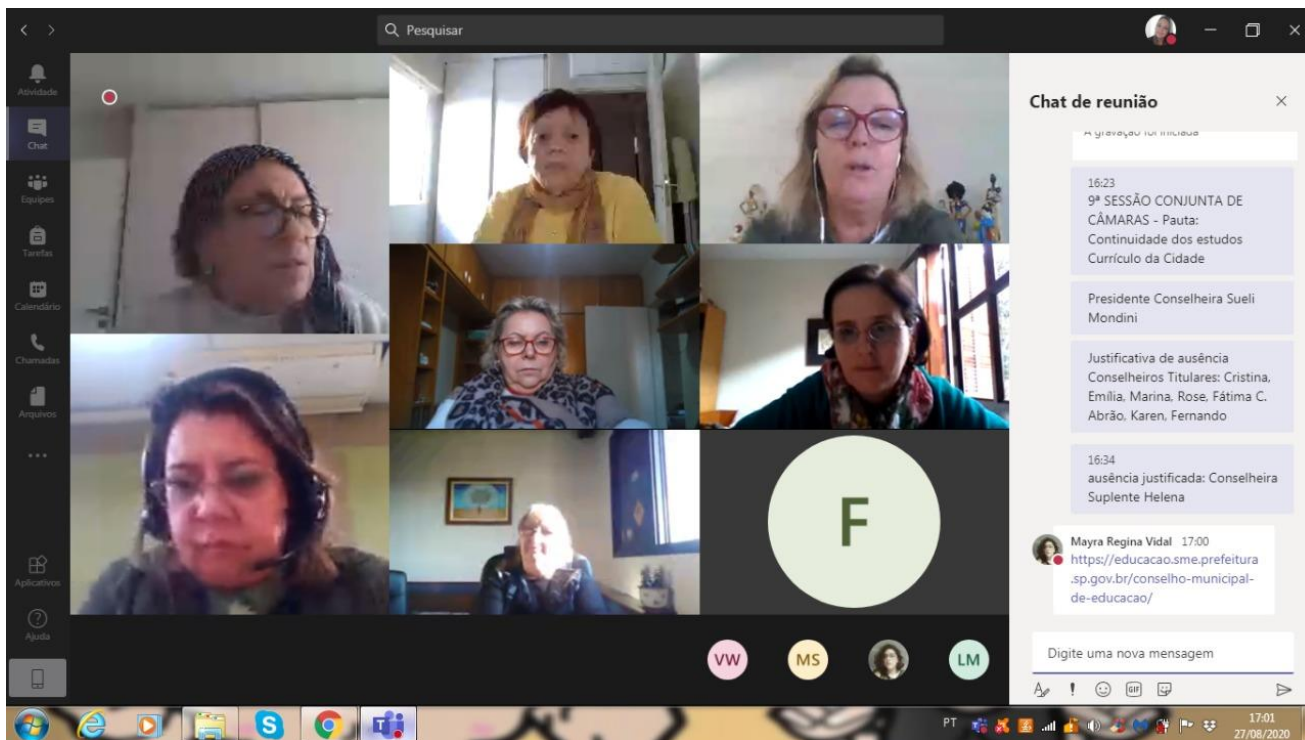 Pesquisar
Atividade
Chat
Equipes
Tarefas
Calendário
Chamadas
Arquivos
Aplicativos
Ajuda
F
VW
MS
LM
Chat de reunião
A gravação foi iniciada
16:23
9ª SESSÃO CONJUNTA DE
CÂMARAS - Pauta:
Continuidade dos estudos
Currículo da Cidade
Presidente Conselheira Sueli
Mondini
Justificativa de ausência
Conselheiros Titulares: Cristina,
Emília, Marina, Rose, Fátima C.
Abrão, Karen, Fernando
16:34
ausência justificada: Conselheira
Suplente Helena
Mayra Regina Vidal 17:00
https://educacao.sme.prefeitura
.sp.gov.br/conselho-municipal-
de-educacao/
Digite uma nova mensagem
GIF
PT
17:01
27/08/2020